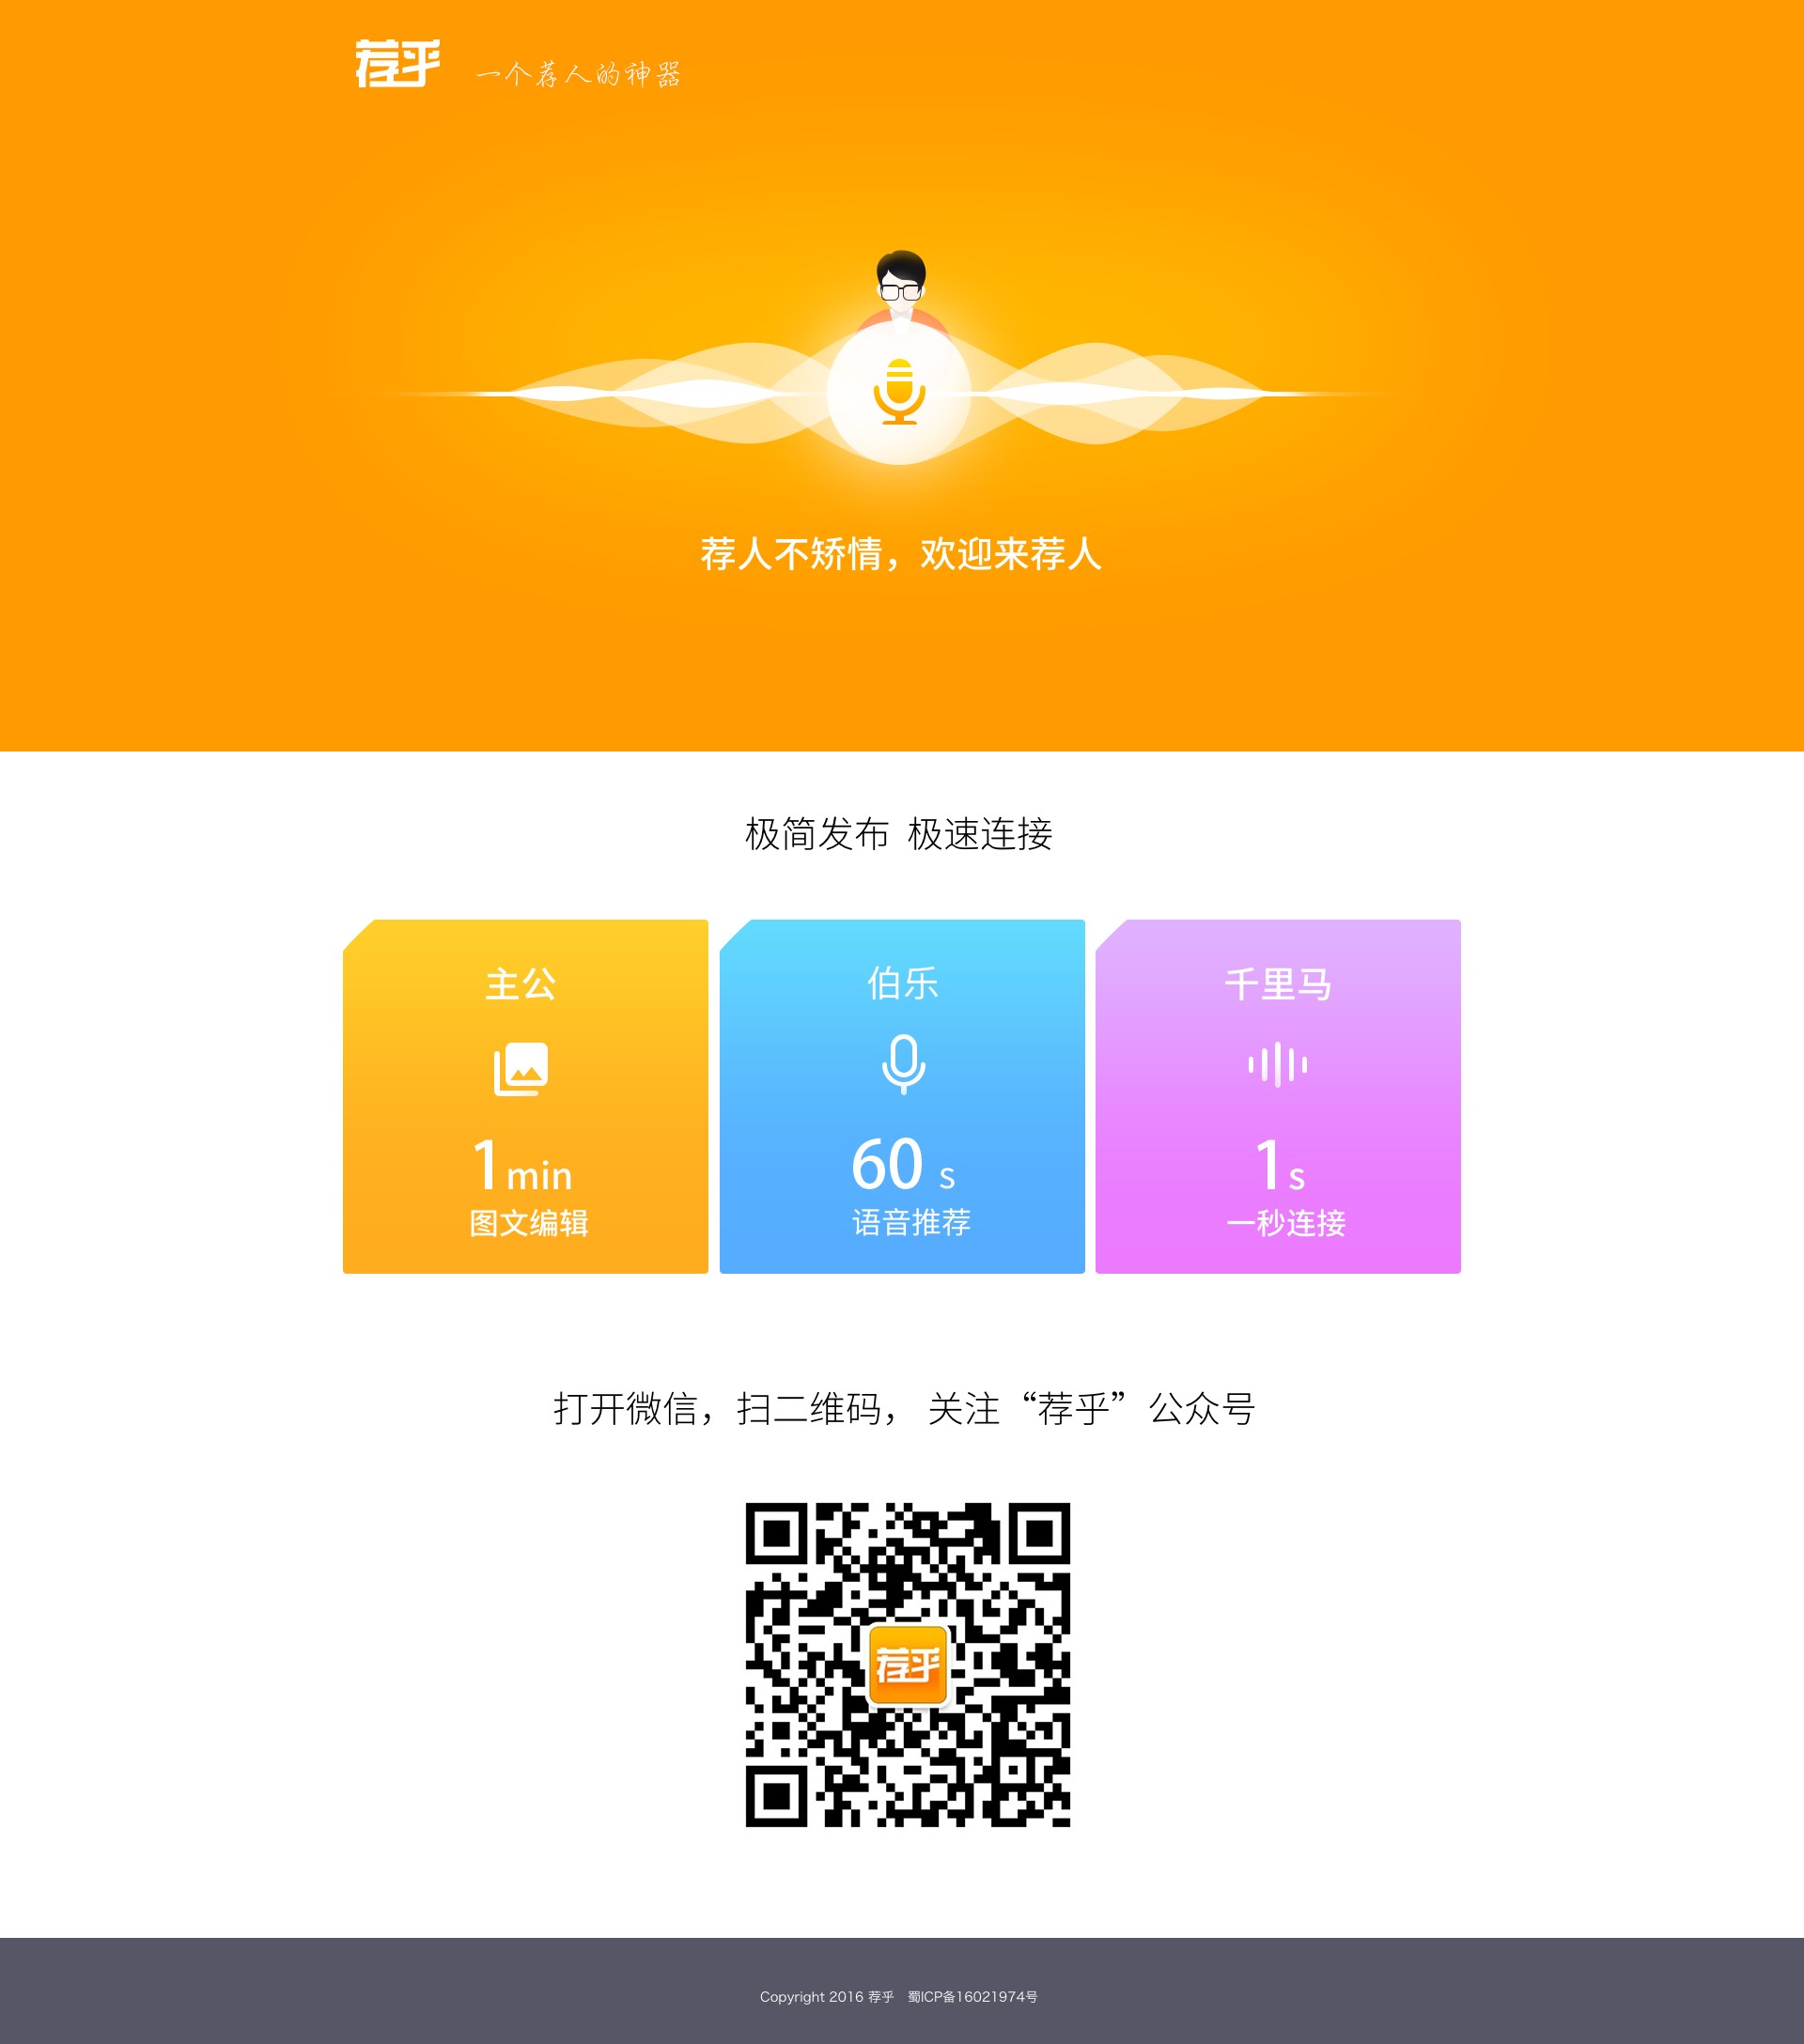 荐乎 一个荐人的神器
荐人不矫情，欢迎来荐人
极简发布 极速连接
主公
1min
图文编辑
伯乐
60 s
语音推荐
千里马
1s
一秒连接
打开微信，扫二维码， 关注“荐乎”公众号
荐乎
Copyright 2016 荐乎 蜀ICP备16021974号